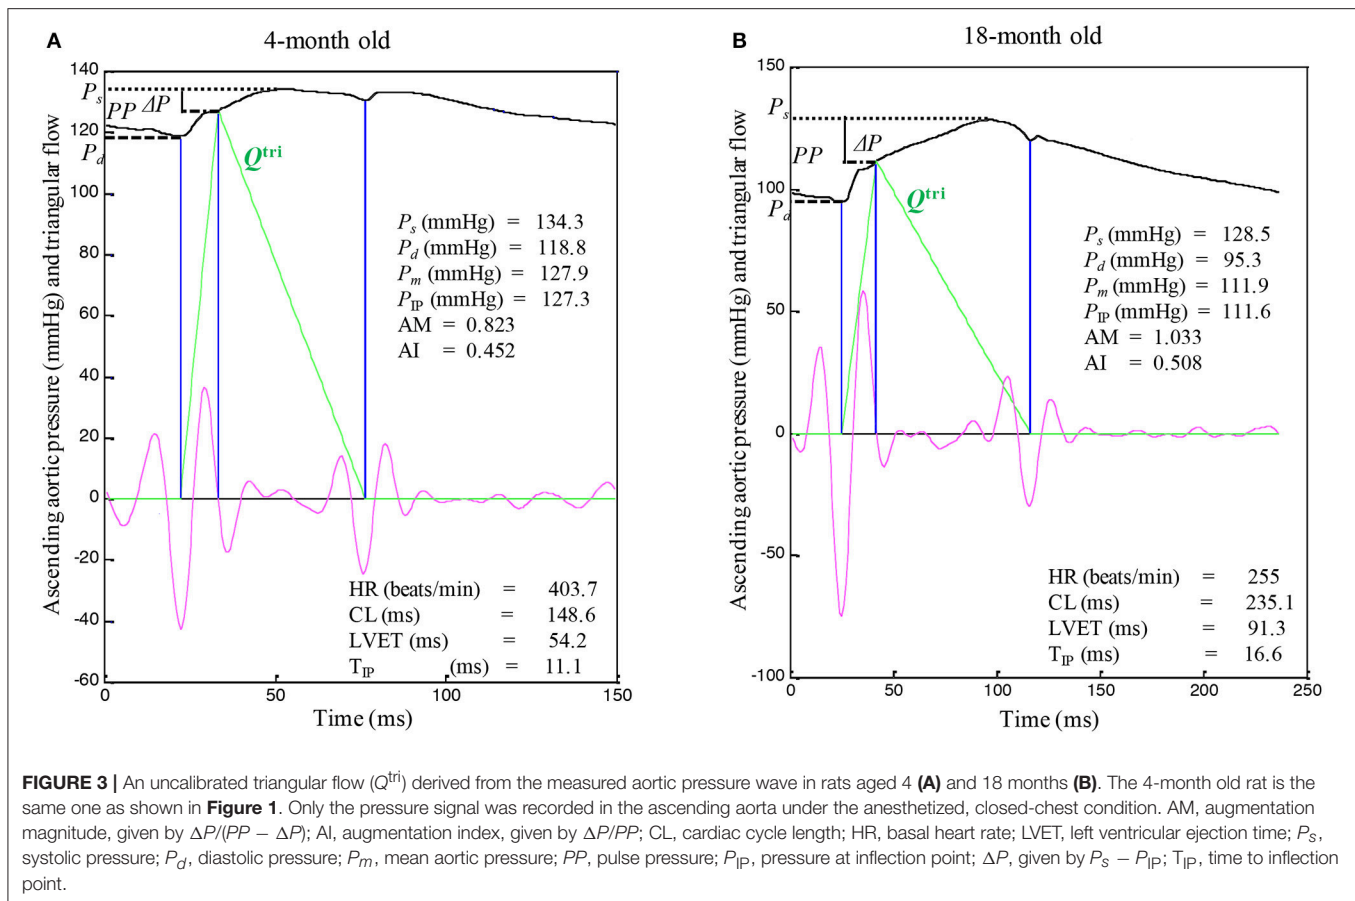 A
4-month old
140
120
100
80
60
40
20
0
-20
-40
-60
Ascending aortic pressure (mmHg) and triangular flow
Ps
PP
ΔP
Pd
Qtri
Ps (mmHg) = 134.3
Pd (mmHg) = 118.8
Pm (mmHg) = 127.9
PIP (mmHg) = 127.3
AM = 0.823
AI = 0.452
HR (beats/min) = 403.7
CL (ms) = 148.6
LVET (ms) = 54.2
TIP (ms) = 11.1
0 50 100 150
Time (ms)
B
18-month old
150
100
50
0
-50
-100
Ascending aortic pressure (mmHg) and triangular flow
Ps
PP
ΔP
Pd
Qtri
Ps (mmHg) = 128.5
Pd (mmHg) = 95.3
Pm (mmHg) = 111.9
PIP (mmHg) = 111.6
AM = 1.033
AI = 0.508
HR (beats/min) = 255
CL (ms) = 235.1
LVET (ms) = 91.3
TIP (ms) = 16.6
0 50 100 150 200 250
Time (ms)
FIGURE 3 | An uncalibrated triangular flow (Qtri) derived from the measured aortic pressure wave in rats aged 4 (A) and 18 months (B). The 4-month old rat is the
same one as shown in Figure 1. Only the pressure signal was recorded in the ascending aorta under the anesthetized, closed-chest condition. AM, augmentation
magnitude, given by ΔP/(PP − ΔP); AI, augmentation index, given by ΔP/PP; CL, cardiac cycle length; HR, basal heart rate; LVET, left ventricular ejection time; Ps,
systolic pressure; Pd, diastolic pressure; Pm, mean aortic pressure; PP, pulse pressure; PIP, pressure at inflection point; ΔP, given by Ps − PIP; TIP, time to inflection
point.